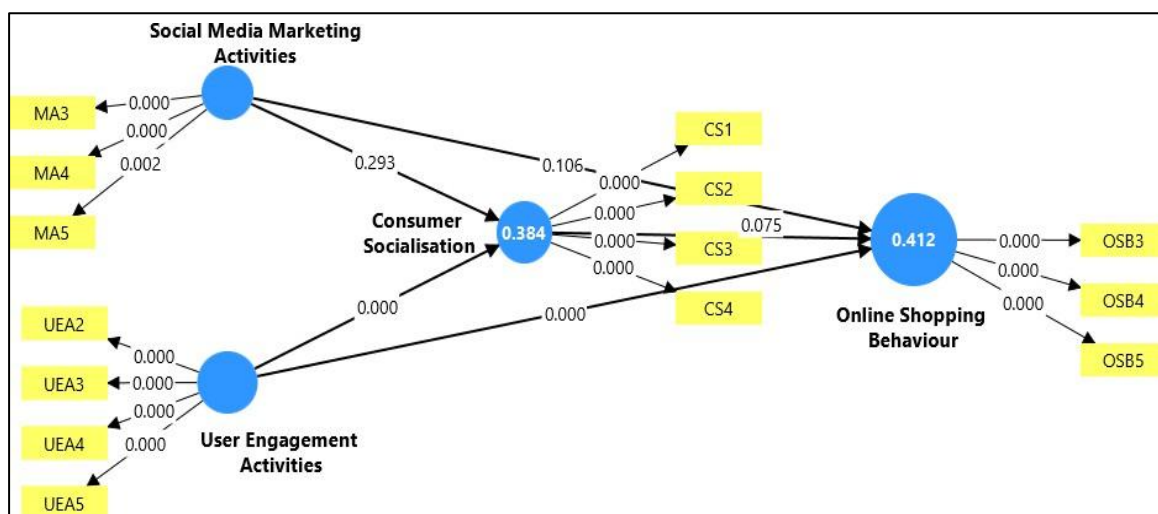 Social Media Marketing
Activities
MA3
MA4
MA5
0.000
0.000
0.002
0.293
0.106
Consumer
Socialisation
0.384
CS1
CS2
CS3
CS4
0.000
0.000
0.000
0.000
0.075
0.412
Online Shopping
Behaviour
0.000
0.000
0.000
OSB3
OSB4
OSB5
0.000
0.000
UEA2
UEA3
UEA4
UEA5
0.000
0.000
0.000
0.000
User Engagement
Activities